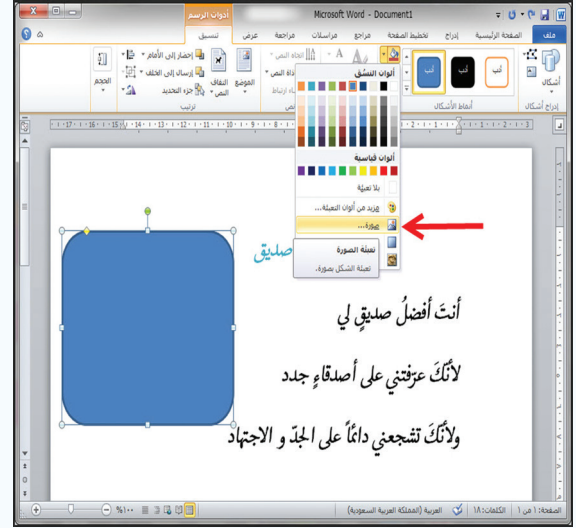 Microsoft Word - Document1
أدوات الرسم
ملف
الصفحة الرئيسية
إدراج
تخطيط الصفحة
مراجع
مراسلات
مراجعة
عرض
تنسيق
أشكال
إدراج أشكال
أنماط الأشكال
اتجاه النص
الموضع
التفاف النص
إحضار إلى الأمام
إرسال إلى الخلف
جزء التحديد
ترتيب
الحجم
ألوان النسُق
ألوان قياسية
بلا تعبئة
مزيد من ألوان التعبئة...
صورة...
تعبئة الصورة
تعبئة الشكل بصورة.
صديق
أنتَ أفضلُ صديقٍ لي
لأنّكَ عرّفتني على أصدقاءٍ جدد
ولأنّكَ تشجعني دائماً على الجدّ و الاجتهاد
الصفحة: ١ من ١
الكلمات: ١٨
العربية (المملكة العربية السعودية)
%١٠٠